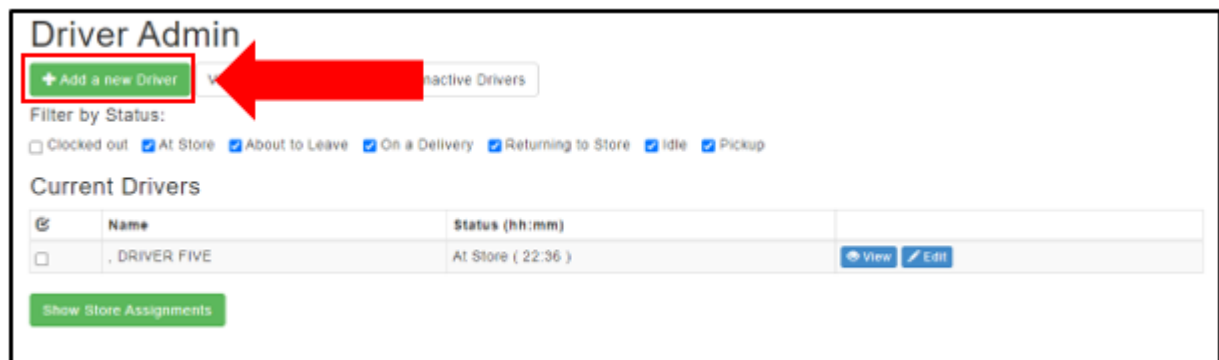 Driver Admin
Add a new Driver nactive Drivers
Filter by Status:
Clocked out At Store About to Leave On a Delivery Returning to Store Idle Pickup
Current Drivers
Name Status (hh:mm)
, DRIVER FIVE At Store ( 22:36 ) View Edit
Show Store Assignments